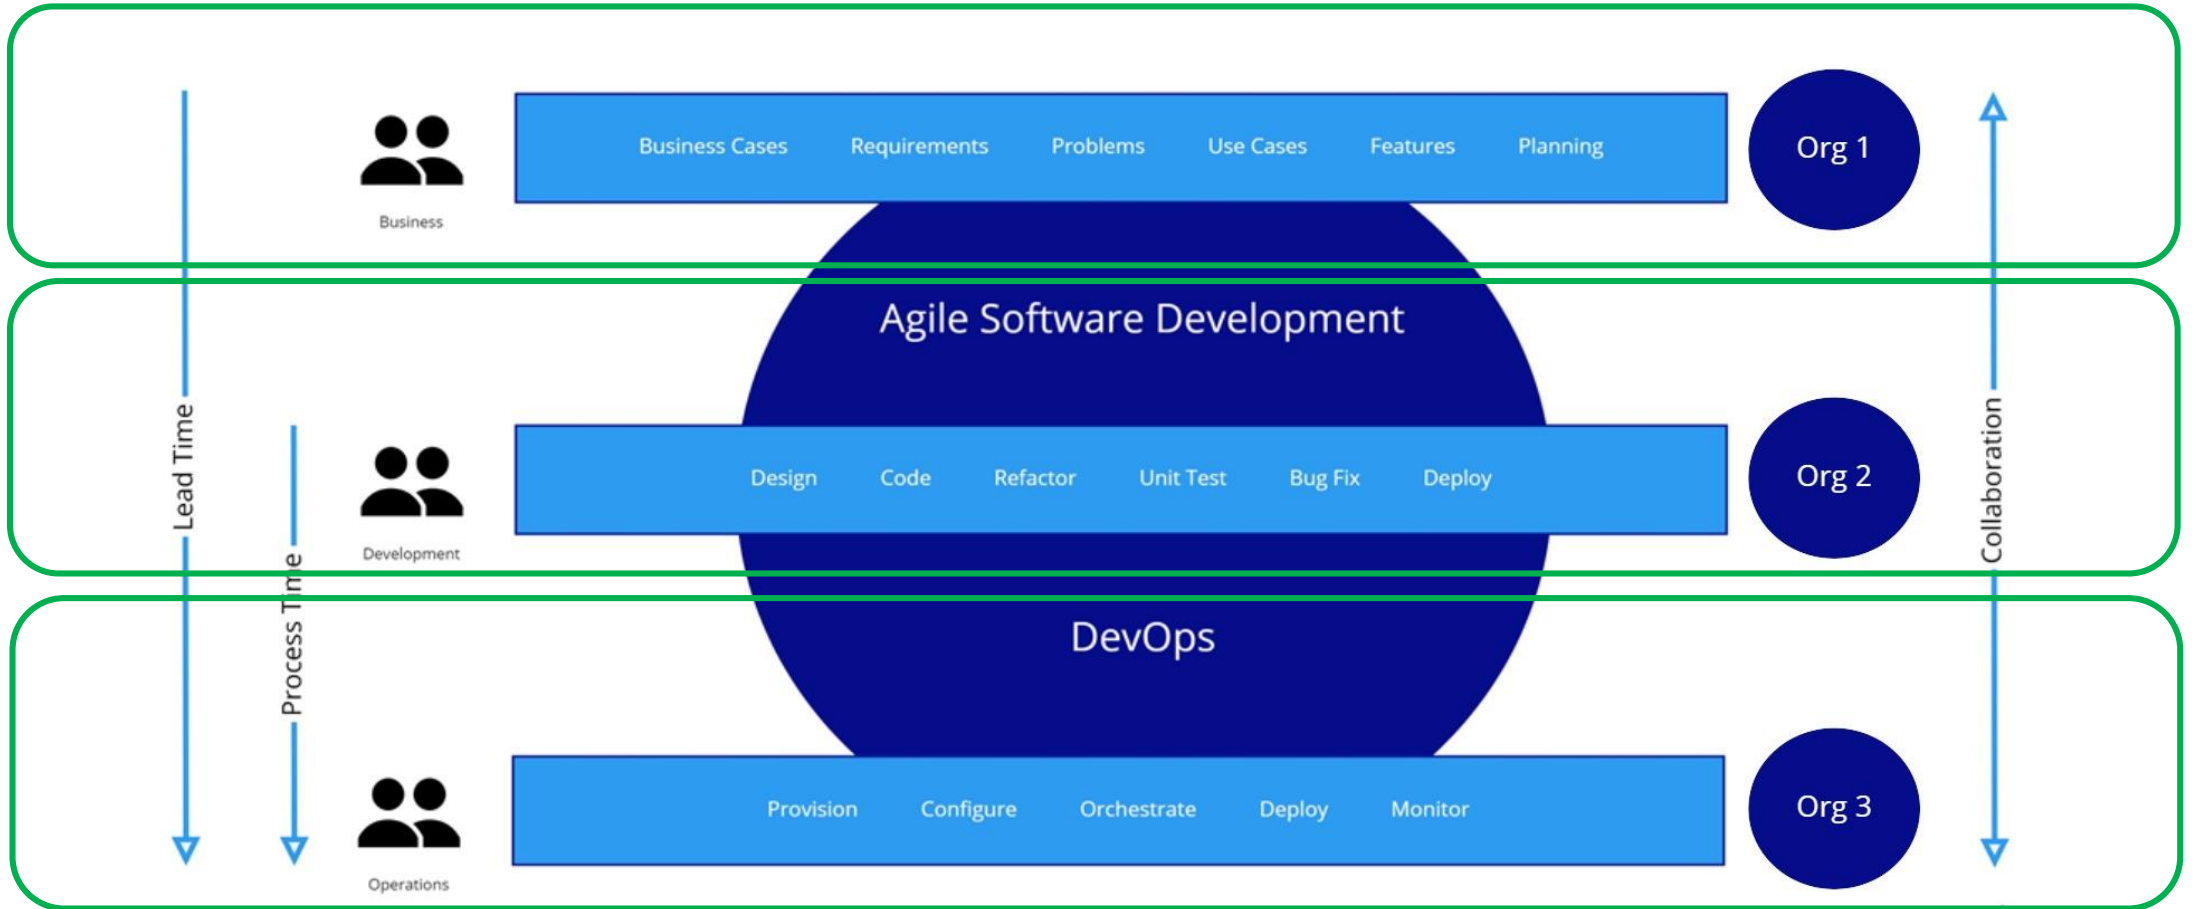 Business Cases Requirements Problems Use Cases Features Planning
Org 1
Business
Agile Software Development
Lead Time
Design Code Refactor Unit Test Bug Fix Deploy
Org 2
Collaboration
Development
Process Time
DevOps
Provision Configure Orchestrate Deploy Monitor
Org 3
Operations